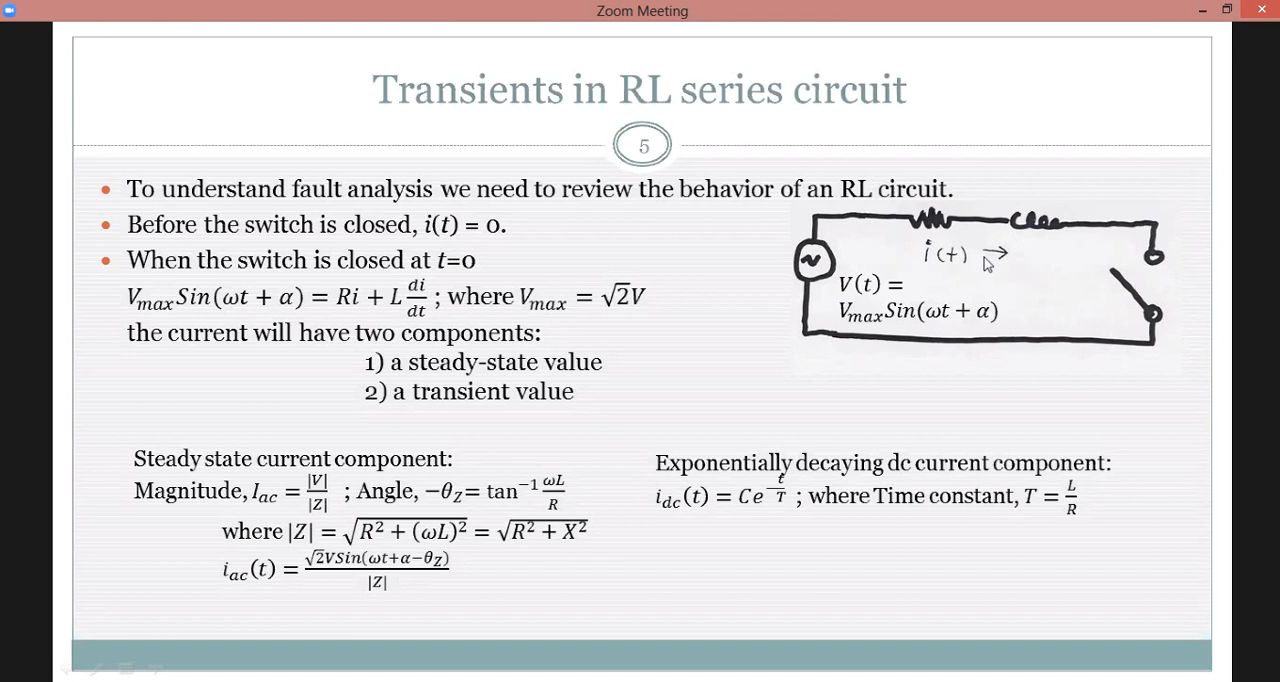 Zoom Meeting
Transients in RL series circuit
5
To understand fault analysis we need to review the behavior of an RL circuit.
Before the switch is closed, i(t) = 0.
When the switch is closed at t=0
V_max Sin(ωt + α) = Ri + L di/dt ; where V_max = √2V
the current will have two components:
1) a steady-state value
2) a transient value
i(t) →
V(t) =
V_max Sin(ωt + α)
Steady state current component:
Magnitude, I_ac = |V|/|Z| ; Angle, −θ_Z= tan⁻¹ ωL/R
where |Z| = √(R² + (ωL)²) = √(R² + X²)
i_ac(t) = √2VSin(ωt+α−θ_Z)/|Z|
Exponentially decaying dc current component:
i_dc(t) = Ce^(−t/T) ; where Time constant, T = L/R